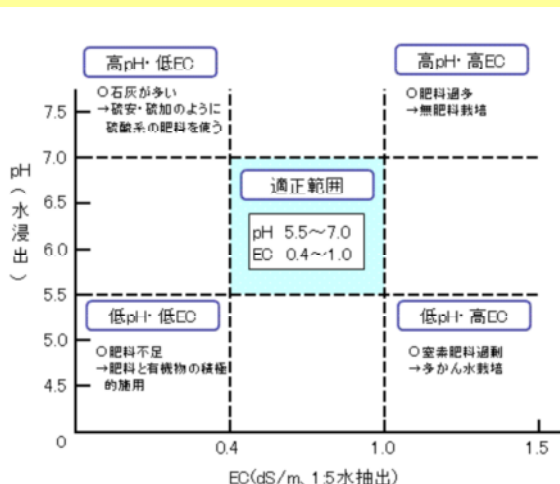 高pH・低EC
○石灰が多い
→硫安・硫加のように
硫酸系の肥料を使う
高pH・高EC
○肥料過多
→無肥料栽培
適正範囲
pH 5.5～7.0
EC 0.4～1.0
低pH・低EC
○肥料不足
→肥料と有機物の積極
的施用
低pH・高EC
○窒素肥料過剰
→多かん水栽培
pH（水浸出）
7.5
7.0
6.5
6.0
5.5
5.0
4.5
0
0.4
1.0
1.5
EC(dS/m, 1:5水抽出)